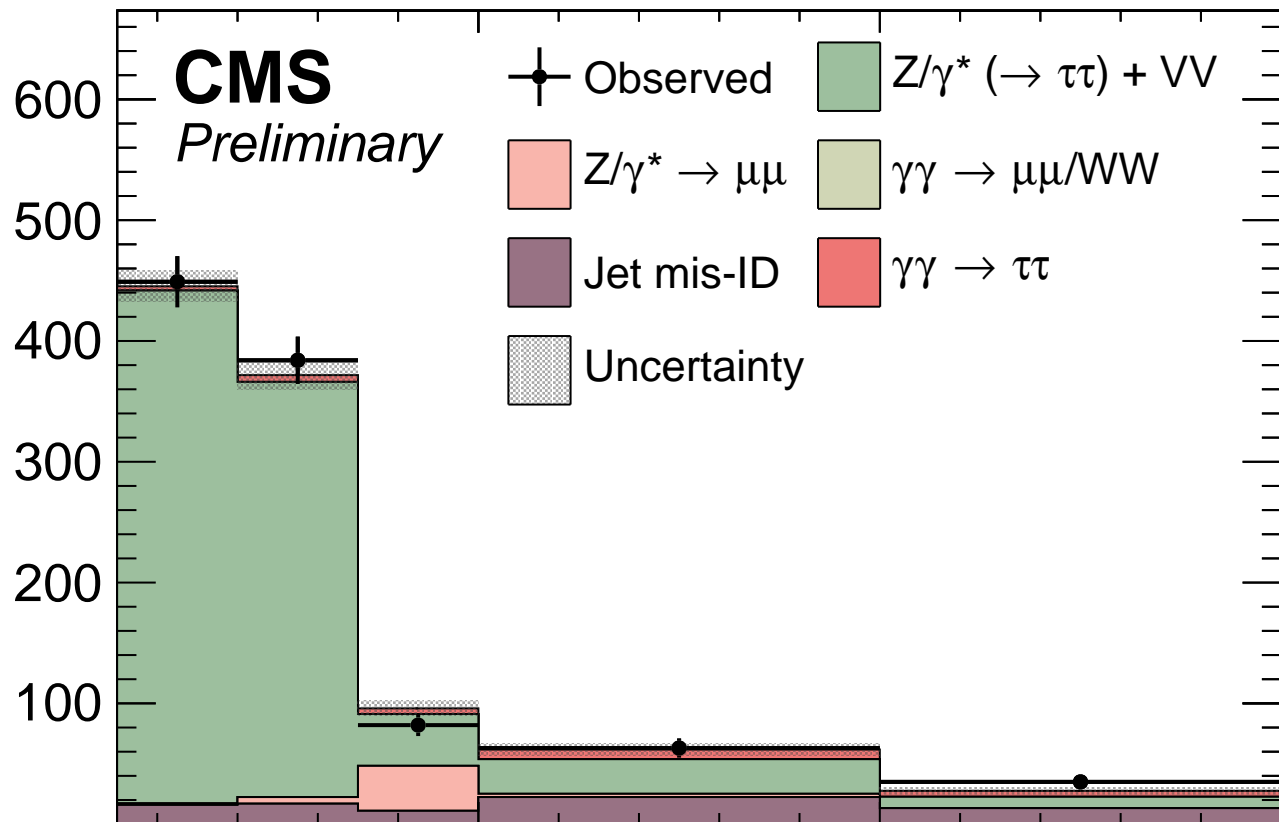 CMS
Preliminary
Observed
Z/γ* (→ ττ) + VV
Z/γ* → μμ
γγ → μμ/WW
Jet mis-ID
γγ → ττ
Uncertainty
600
500
400
300
200
100